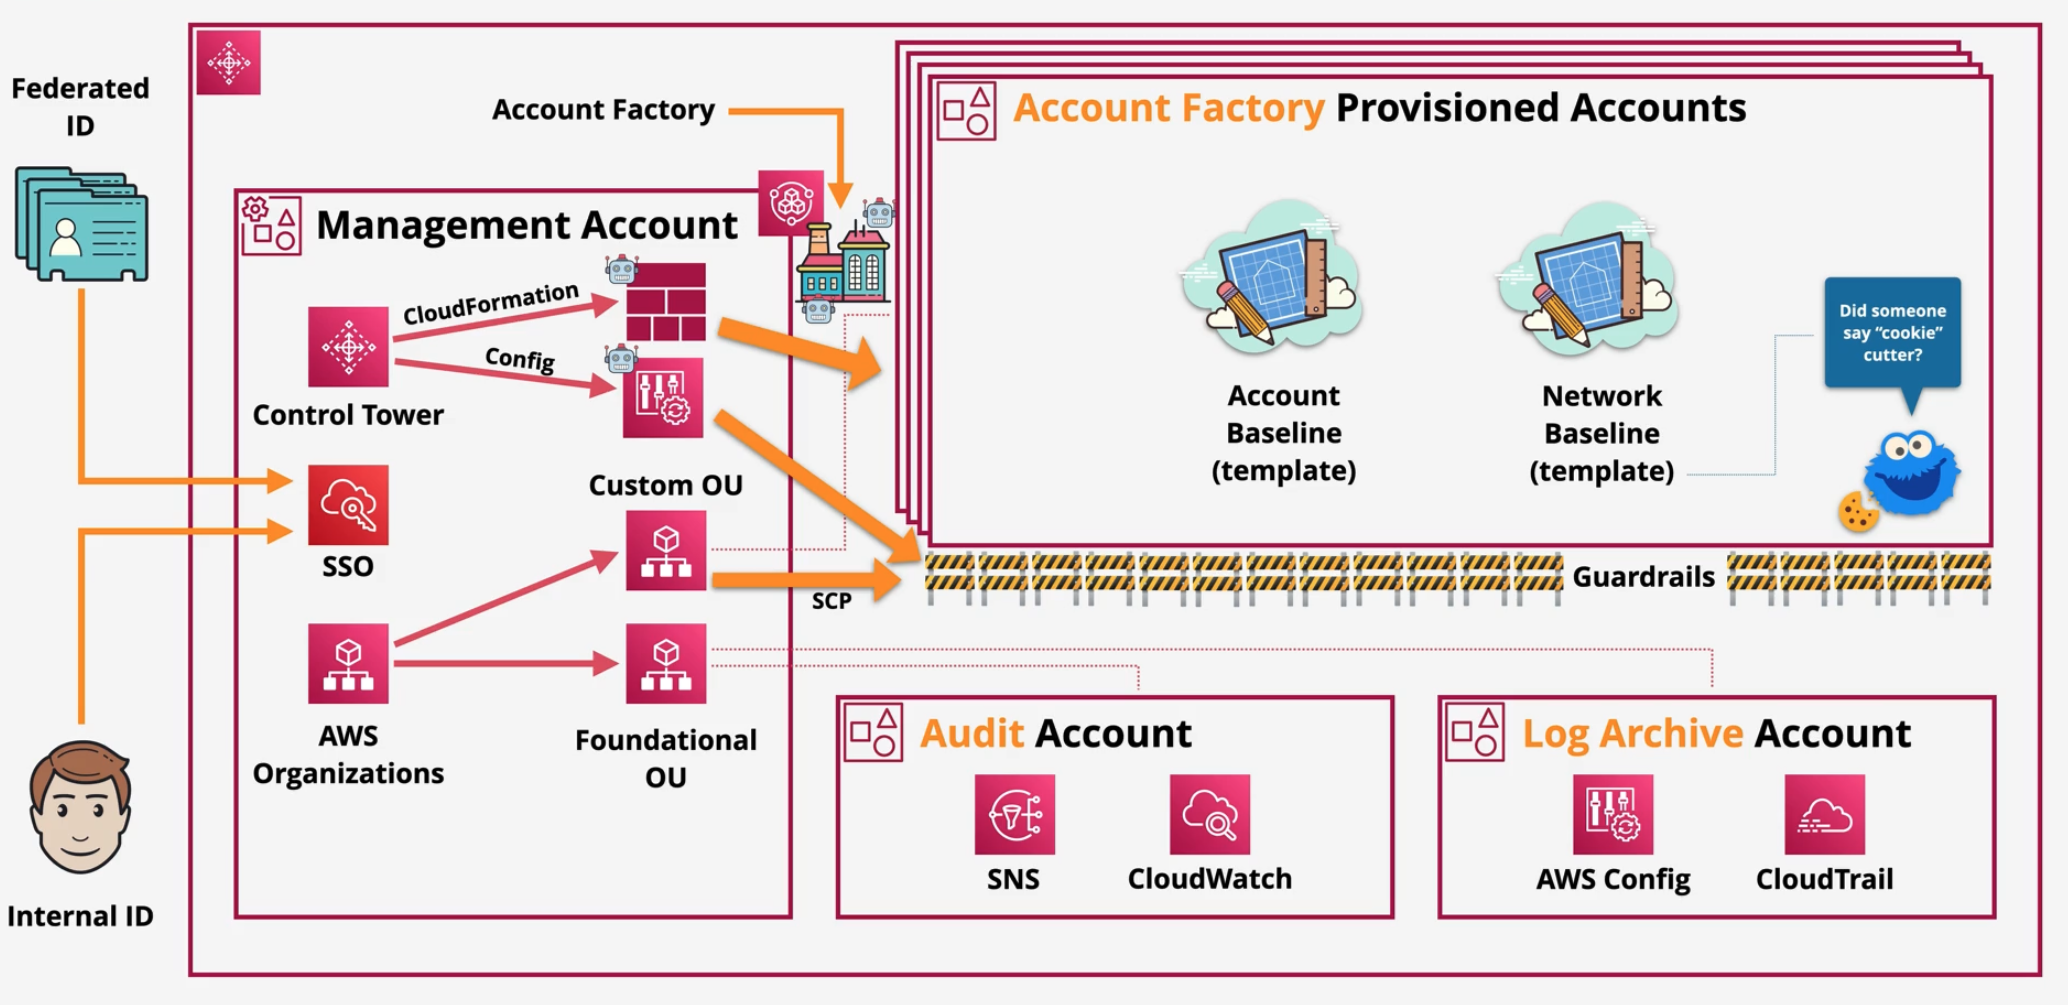 Federated
ID
Account Factory
Account Factory Provisioned Accounts
Management Account
CloudFormation
Config
Control Tower
Custom OU
SSO
SCP
AWS
Organizations
Foundational
OU
Internal ID
Account
Baseline
(template)
Network
Baseline
(template)
Did someone
say “cookie”
cutter?
Guardrails
Audit Account
SNS
CloudWatch
Log Archive Account
AWS Config
CloudTrail